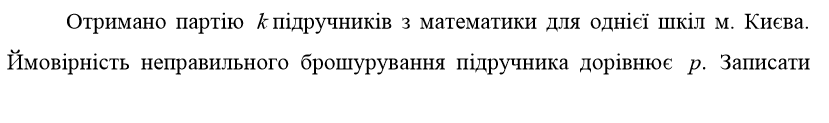 Отримано партію k підручників з математики для однієї шкіл м. Києва.
Ймовірність неправильного брошурування підручника дорівнює p. Записати